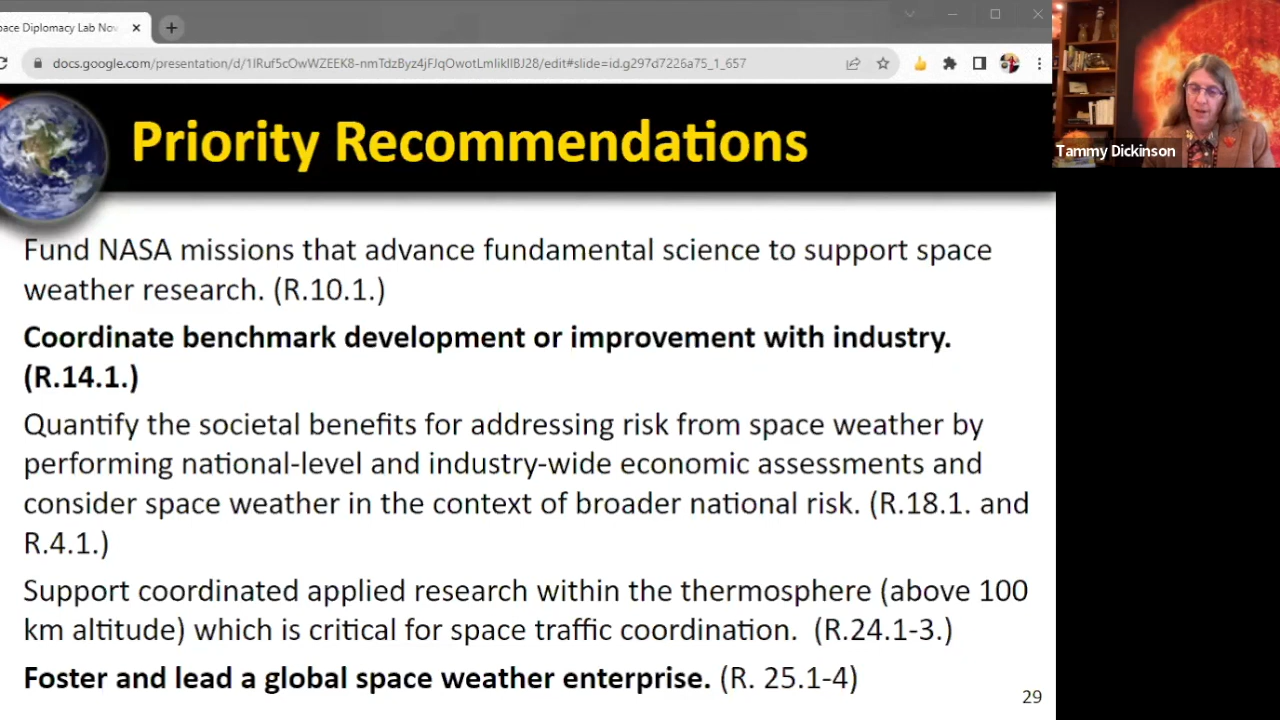 pace Diplomacy Lab Nov
docs.google.com/presentation/d/1lRuf5cOwWZEEK8-nmTdzByz4jFJqOwotLmlikIIBJ28/edit#slide=id.g297d7226a75_1_657
Tammy Dickinson
Priority Recommendations
Fund NASA missions that advance fundamental science to support space
weather research. (R.10.1.)
Coordinate benchmark development or improvement with industry.
(R.14.1.)
Quantify the societal benefits for addressing risk from space weather by
performing national-level and industry-wide economic assessments and
consider space weather in the context of broader national risk. (R.18.1. and
R.4.1.)
Support coordinated applied research within the thermosphere (above 100
km altitude) which is critical for space traffic coordination. (R.24.1-3.)
Foster and lead a global space weather enterprise. (R. 25.1-4)
29